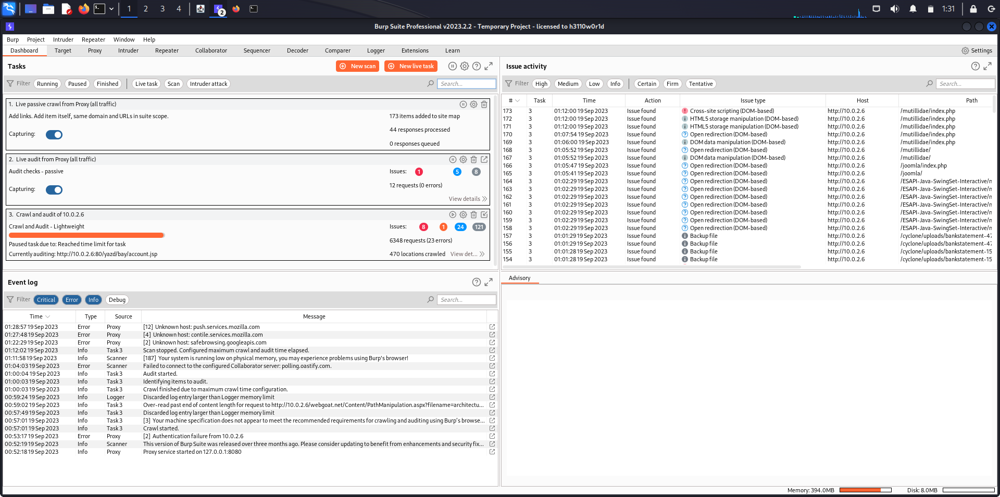 1 2 3 4 2 1:31
Burp Suite Professional v2023.2.2 - Temporary Project - licensed to h3110w0r1d
Burp Project Intruder Repeater Window Help
Dashboard Target Proxy Intruder Repeater Collaborator Sequencer Decoder Comparer Logger Extensions Learn Settings
Tasks New scan New live task
Filter Running Paused Finished Live task Scan Intruder attack Search...
1. Live passive crawl from Proxy (all traffic)
Add links. Add item itself, same domain and URLs in suite scope. 173 items added to site map
44 responses processed
Capturing:
0 responses queued
2. Live audit from Proxy (all traffic)
Audit checks - passive Issues: 1 5 8
12 requests (0 errors)
Capturing:
View details
3. Crawl and audit of 10.0.2.6
Crawl and Audit - Lightweight Issues: 8 1 24 121
6348 requests (23 errors)
Paused task due to: Reached time limit for task
Currently auditing: http://10.0.2.6:80/yazd/bay/account.jsp 470 locations crawled View det...
Issue activity
Filter High Medium Low Info Certain Firm Tentative Search...
# Task Time Action Issue type Host Path
173 3 01:12:00 19 Sep 2023 Issue found Cross-site scripting (DOM-based) http://10.0.2.6 /mutillidae/index.php
172 3 01:12:00 19 Sep 2023 Issue found HTML5 storage manipulation (DOM-based) http://10.0.2.6 /mutillidae/index.php
171 3 01:12:00 19 Sep 2023 Issue found HTML5 storage manipulation (DOM-based) http://10.0.2.6 /mutillidae/index.php
170 3 01:07:54 19 Sep 2023 Issue found Open redirection (DOM-based) http://10.0.2.6 /mutillidae/index.php
169 3 01:06:00 19 Sep 2023 Issue found DOM data manipulation (DOM-based) http://10.0.2.6 /mutillidae/index.php
168 3 01:05:52 19 Sep 2023 Issue found Open redirection (DOM-based) http://10.0.2.6 /mutillidae/
167 3 01:05:52 19 Sep 2023 Issue found DOM data manipulation (DOM-based) http://10.0.2.6 /mutillidae/
166 3 01:05:47 19 Sep 2023 Issue found Open redirection (DOM-based) http://10.0.2.6 /joomla/index.php
165 3 01:05:41 19 Sep 2023 Issue found Open redirection (DOM-based) http://10.0.2.6 /joomla/
164 3 01:02:29 19 Sep 2023 Issue found Open redirection (DOM-based) http://10.0.2.6 /ESAPI-Java-SwingSet-Interactive/
163 3 01:02:29 19 Sep 2023 Issue found Open redirection (DOM-based) http://10.0.2.6 /ESAPI-Java-SwingSet-Interactive/
162 3 01:02:29 19 Sep 2023 Issue found Open redirection (DOM-based) http://10.0.2.6 /ESAPI-Java-SwingSet-Interactive/
161 3 01:02:29 19 Sep 2023 Issue found Open redirection (DOM-based) http://10.0.2.6 /ESAPI-Java-SwingSet-Interactive/
160 3 01:02:29 19 Sep 2023 Issue found Open redirection (DOM-based) http://10.0.2.6 /ESAPI-Java-SwingSet-Interactive/
159 3 01:02:29 19 Sep 2023 Issue found Open redirection (DOM-based) http://10.0.2.6 /ESAPI-Java-SwingSet-Interactive/
158 3 01:02:29 19 Sep 2023 Issue found Open redirection (DOM-based) http://10.0.2.6 /ESAPI-Java-SwingSet-Interactive/
157 3 01:01:29 19 Sep 2023 Issue found Backup file http://10.0.2.6 /cyclone/uploads/bankstatement-47
156 3 01:01:29 19 Sep 2023 Issue found Backup file http://10.0.2.6 /cyclone/uploads/bankstatement-47
155 3 01:01:28 19 Sep 2023 Issue found Backup file http://10.0.2.6 /cyclone/uploads/bankstatement-15
154 3 01:01:28 19 Sep 2023 Issue found Backup file http://10.0.2.6 /cyclone/uploads/bankstatement-15
Event log
Filter Critical Error Info Debug Search...
Time Type Source Message
01:28:57 19 Sep 2023 Error Proxy [12] Unknown host: push.services.mozilla.com
01:27:48 19 Sep 2023 Error Proxy [4] Unknown host: contile.services.mozilla.com
01:22:29 19 Sep 2023 Error Proxy [2] Unknown host: safebrowsing.googleapis.com
01:12:02 19 Sep 2023 Info Task 3 Scan stopped. Configured maximum crawl and audit time elapsed.
01:11:58 19 Sep 2023 Info Scanner [187] Your system is running low on physical memory, you may experience problems using Burp's browser!
01:04:03 19 Sep 2023 Error Scanner Failed to connect to the configured Collaborator server: polling.oastify.com.
01:00:04 19 Sep 2023 Info Task 3 Audit started.
01:00:03 19 Sep 2023 Info Task 3 Identifying items to audit.
01:00:03 19 Sep 2023 Info Task 3 Crawl finished due to maximum crawl time configuration.
00:59:24 19 Sep 2023 Info Logger Discarded log entry larger than Logger memory limit
00:59:02 19 Sep 2023 Info Task 3 Over-read past end of content length for request to http://10.0.2.6/webgoat.net/Content/PathManipulation.aspx?filename=architectu...
00:57:49 19 Sep 2023 Info Task 3 Discarded log entry larger than Logger memory limit
00:57:01 19 Sep 2023 Info Task 3 [3] Your machine specification does not appear to meet the recommended requirements for crawling and auditing using Burp's browse...
00:57:01 19 Sep 2023 Info Task 3 Crawl started.
00:53:17 19 Sep 2023 Error Proxy [2] Authentication failure from 10.0.2.6
00:52:19 19 Sep 2023 Info Scanner This version of Burp Suite was released over three months ago. Please consider updating to benefit from enhancements and security fix...
00:52:18 19 Sep 2023 Info Proxy Proxy service started on 127.0.0.1:8080
Advisory
Memory: 394.0MB Disk: 8.0MB